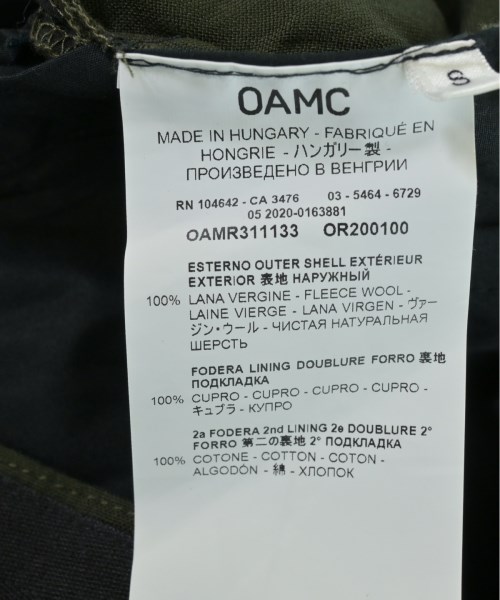 S
OAMC
MADE IN HUNGARY - FABRIQUÉ EN
HONGRIE - ハンガリー製 -
ПРОИЗВЕДЕНО В ВЕНГРИИ
RN 104642 - CA 3476 03 - 5464 - 6729
05 2020-0163881
OAMR311133 OR200100
ESTERNO OUTER SHELL EXTÉRIEUR
EXTERIOR 表地 НАРУЖНЫЙ
100% LANA VERGINE - FLEECE WOOL -
LAINE VIERGE - LANA VIRGEN - ヴァー
ジン・ウール - ЧИСТАЯ НАТУРАЛЬНАЯ
ШЕРСТЬ
FODERA LINING DOUBLURE FORRO 裏地
ПОДКЛАДКА
100% CUPRO - CUPRO - CUPRO - CUPRO -
キュプラ - КУПРО
2a FODERA 2nd LINING 2e DOUBLURE 2°
FORRO 第二の裏地 2° ПОДКЛАДКА
100% COTONE - COTTON - COTON -
ALGODÓN - 綿 - ХЛОПОК